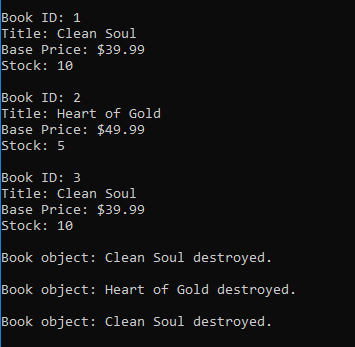 Book ID: 1
Title: Clean Soul
Base Price: $39.99
Stock: 10
Book ID: 2
Title: Heart of Gold
Base Price: $49.99
Stock: 5
Book ID: 3
Title: Clean Soul
Base Price: $39.99
Stock: 10
Book object: Clean Soul destroyed.
Book object: Heart of Gold destroyed.
Book object: Clean Soul destroyed.